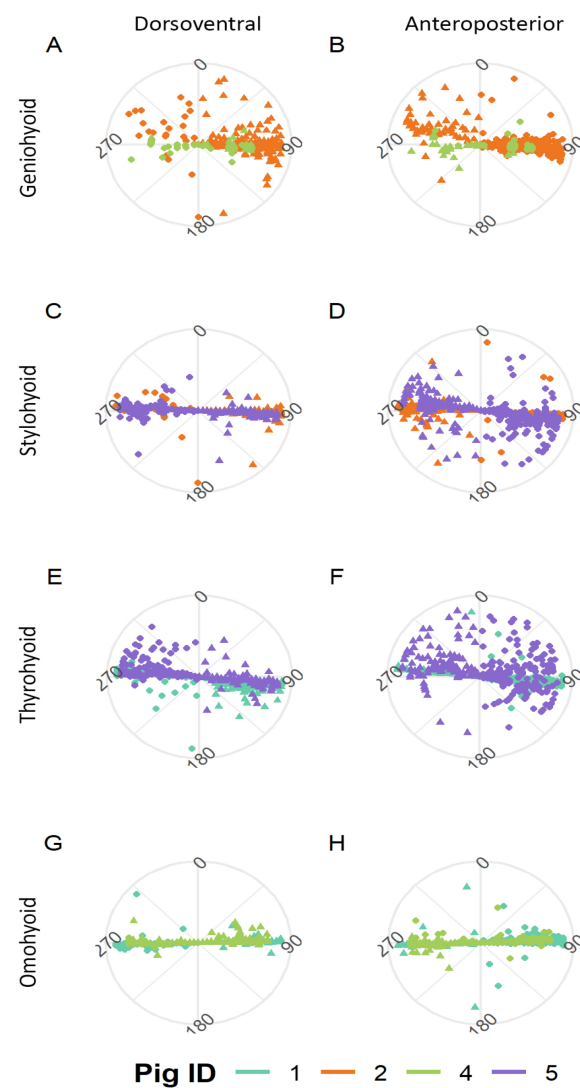 Dorsoventral Anteroposterior
A B
0 0
Geniohyoid
270 90 270 90
180 180
C D
0 0
Stylohyoid
270 90 270 90
180 180
E F
0 0
Thyrohyoid
270 90 270 90
180 180
G H
0 0
Omohyoid
270 90 270 90
180 180
Pig ID 1 2 4 5